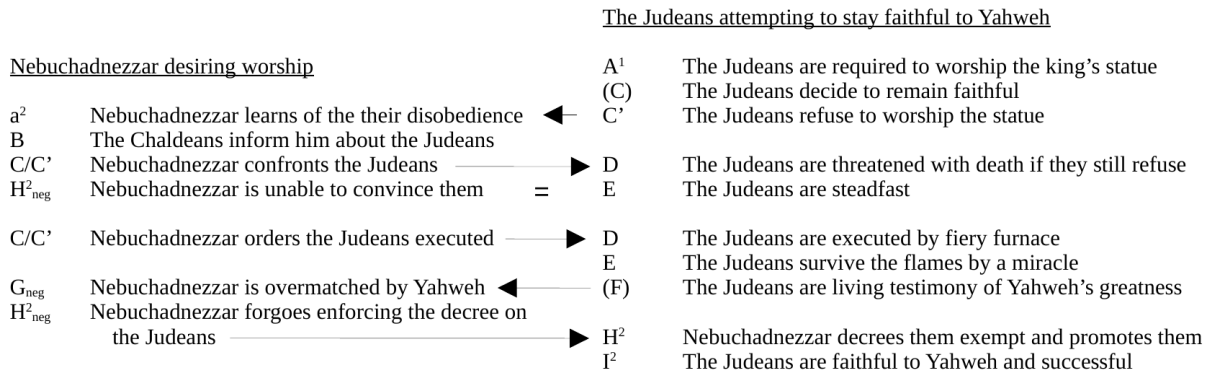 The Judeans attempting to stay faithful to Yahweh
Nebuchadnezzar desiring worship
A¹ The Judeans are required to worship the king’s statue
(C) The Judeans decide to remain faithful
a² Nebuchadnezzar learns of the their disobedience C’ The Judeans refuse to worship the statue
B The Chaldeans inform him about the Judeans
C/C’ Nebuchadnezzar confronts the Judeans D The Judeans are threatened with death if they still refuse
H²neg Nebuchadnezzar is unable to convince them = E The Judeans are steadfast
C/C’ Nebuchadnezzar orders the Judeans executed D The Judeans are executed by fiery furnace
E The Judeans survive the flames by a miracle
Gneg Nebuchadnezzar is overmatched by Yahweh (F) The Judeans are living testimony of Yahweh’s greatness
H²neg Nebuchadnezzar forgoes enforcing the decree on
the Judeans H² Nebuchadnezzar decrees them exempt and promotes them
I² The Judeans are faithful to Yahweh and successful